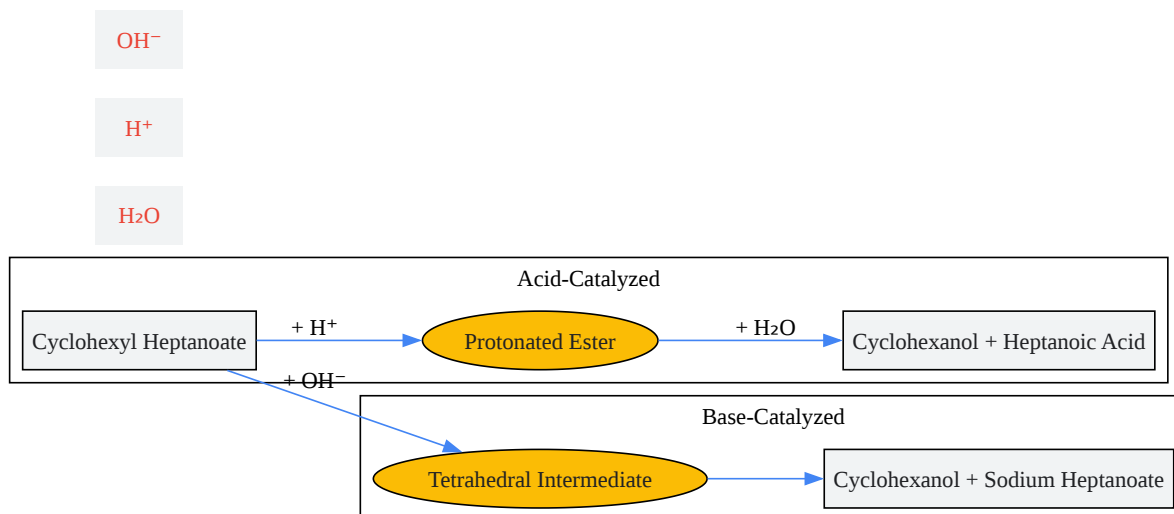 OH⁻
H⁺
H₂O
Acid-Catalyzed
Cyclohexyl Heptanoate
+ H⁺
Protonated Ester
+ H₂O
Cyclohexanol + Heptanoic Acid
+ OH⁻
Base-Catalyzed
Tetrahedral Intermediate
Cyclohexanol + Sodium Heptanoate